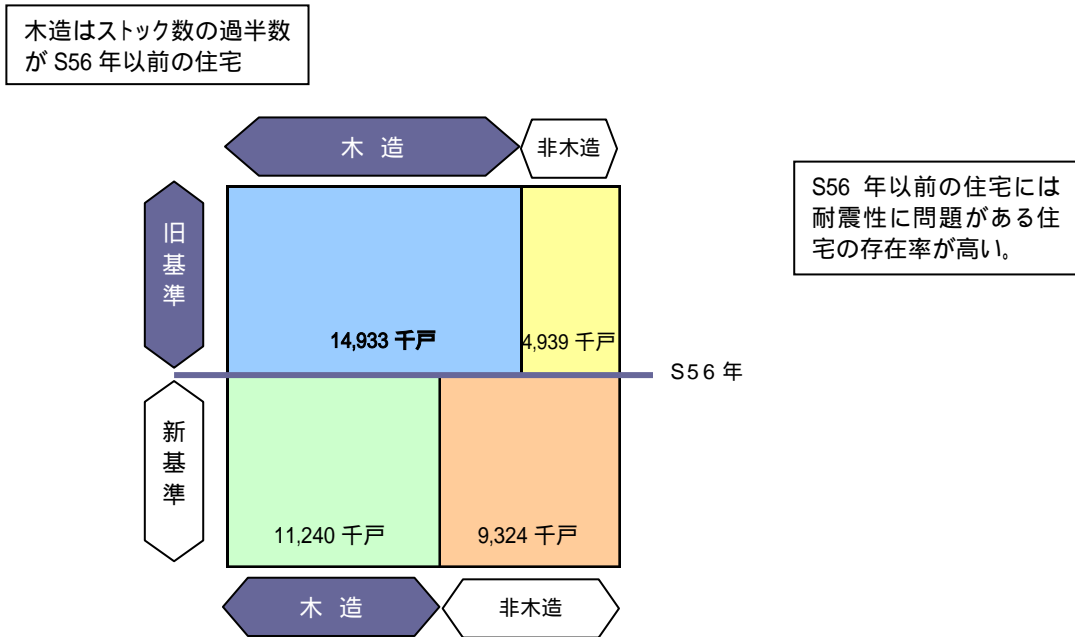 木造はストック数の過半数
が S56 年以前の住宅
木 造
非木造
S56 年以前の住宅には
耐震性に問題がある住
宅の存在率が高い。
旧基準
14,933 千戸
4,939 千戸
S56 年
新基準
11,240 千戸
9,324 千戸
木 造
非木造